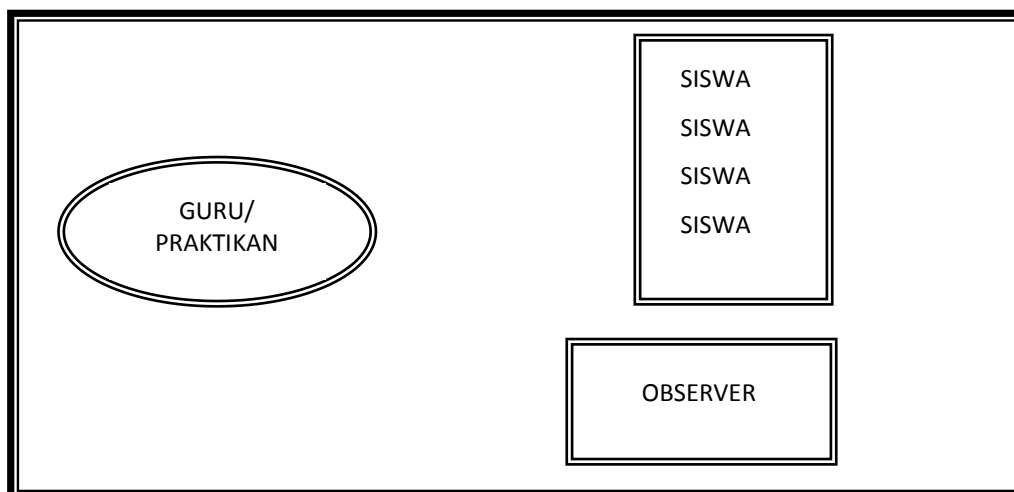 GURU/
PRAKTIKAN
SISWA
SISWA
SISWA
SISWA
OBSERVER